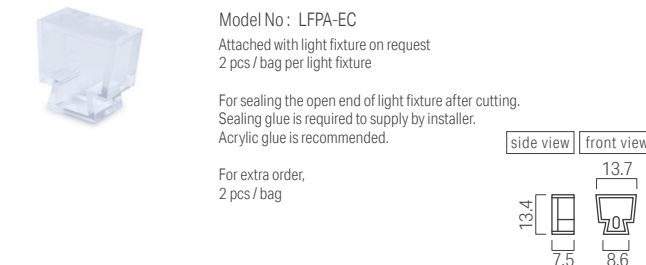 Model No : LFPA-EC
Attached with light fixture on request
2 pcs / bag per light fixture
For sealing the open end of light fixture after cutting.
Sealing glue is required to supply by installer.
Acrylic glue is recommended.
For extra order,
2 pcs / bag
side view front view
13.7
13.4
7.5 8.6